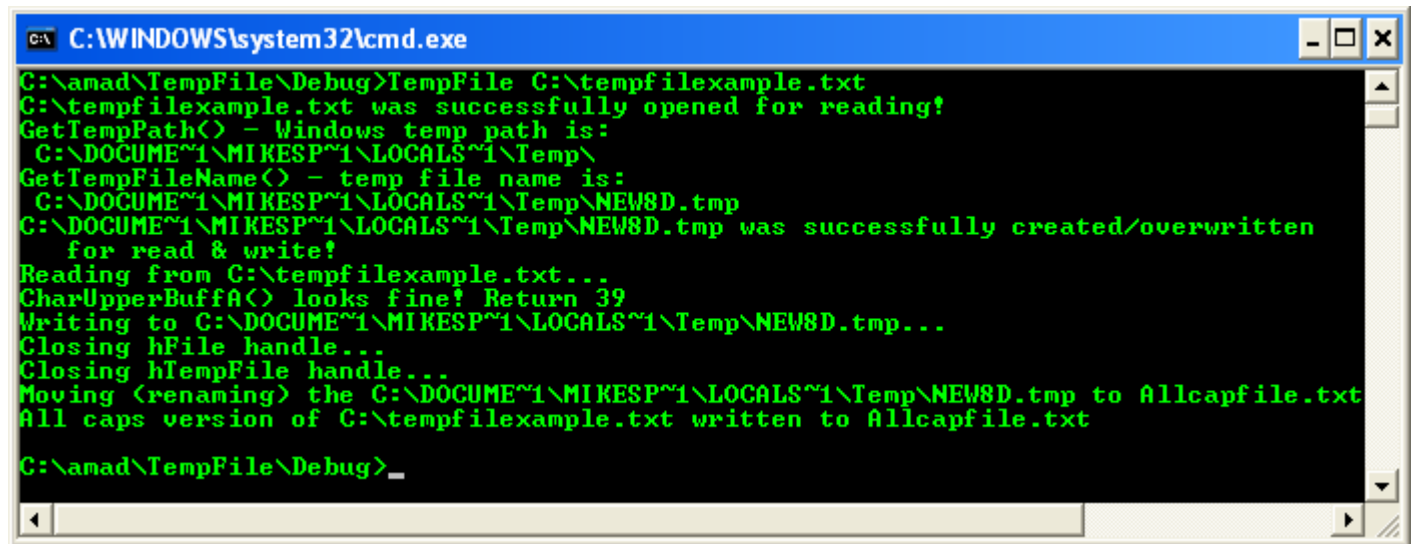 C:\WINDOWS\system32\cmd.exe
C:\amad\TempFile\Debug>TempFile C:\tempfilexample.txt
C:\tempfilexample.txt was successfully opened for reading!
GetTempPath() - Windows temp path is:
 C:\DOCUME~1\MIKESP~1\LOCALS~1\Temp\
GetTempFileName() - temp file name is:
 C:\DOCUME~1\MIKESP~1\LOCALS~1\Temp\NEW8D.tmp
C:\DOCUME~1\MIKESP~1\LOCALS~1\Temp\NEW8D.tmp was successfully created/overwritten
   for read & write!
Reading from C:\tempfilexample.txt...
CharUpperBuffA() looks fine! Return 39
Writing to C:\DOCUME~1\MIKESP~1\LOCALS~1\Temp\NEW8D.tmp...
Closing hFile handle...
Closing hTempFile handle...
Moving (renaming) the C:\DOCUME~1\MIKESP~1\LOCALS~1\Temp\NEW8D.tmp to Allcapfile.txt
All caps version of C:\tempfilexample.txt written to Allcapfile.txt
C:\amad\TempFile\Debug>_